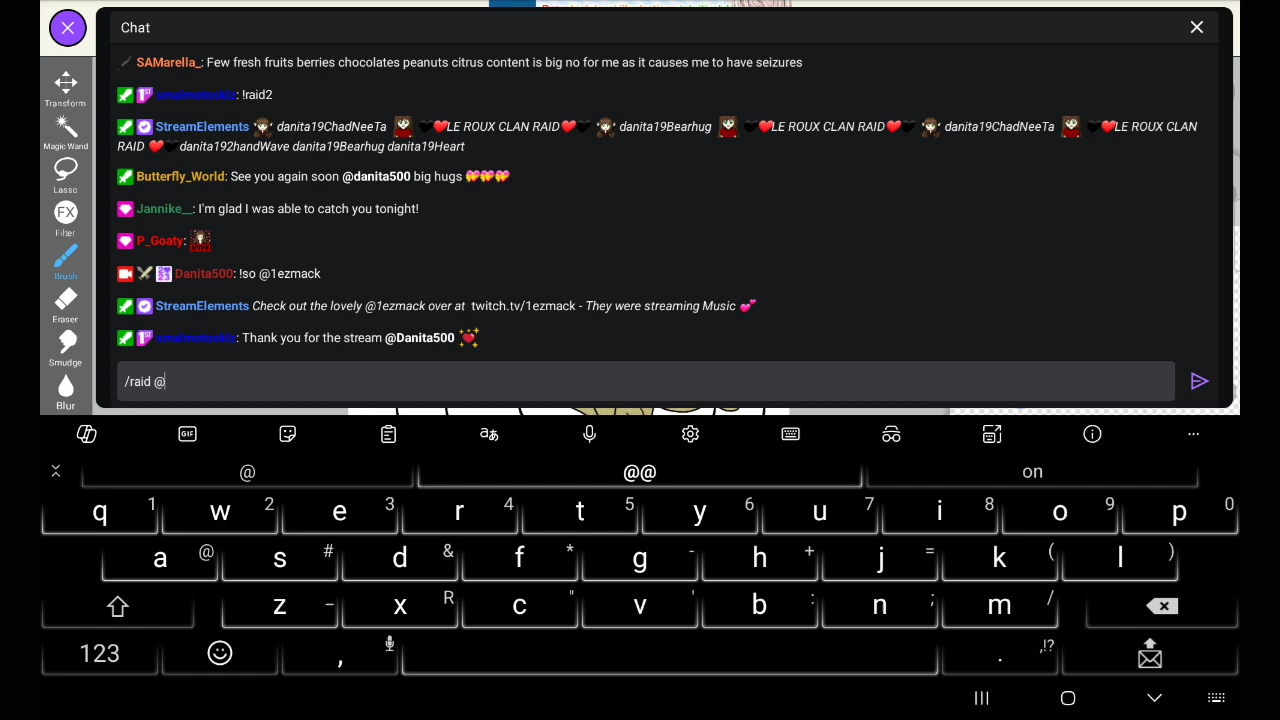 Chat
SAMarella_: Few fresh fruits berries chocolates peanuts citrus content is big no for me as it causes me to have seizures
: !raid2
StreamElements danita19ChadNeeTa LE ROUX CLAN RAID danita19Bearhug LE ROUX CLAN RAID danita19ChadNeeTa LE ROUX CLAN
RAID danita192handWave danita19Bearhug danita19Heart
Butterfly_World: See you again soon @danita500 big hugs 💝💝💝
Jannike__: I'm glad I was able to catch you tonight!
P_Goaty:
Danita500: !so @1ezmack
StreamElements Check out the lovely @1ezmack over at twitch.tv/1ezmack - They were streaming Music 💕
: Thank you for the stream @Danita500
/raid @
Transform
Magic Wand
Lasso
FX
Filter
Brush
Eraser
Smudge
Blur
GIF
aあ
@ @@ on
q 1 w 2 e 3 r 4 t 5 y 6 u 7 i 8 o 9 p 0
a @ s # d & f * g - h + j = k ( l )
z _ x R c " v ' b : n ; m /
123 , . ,!?